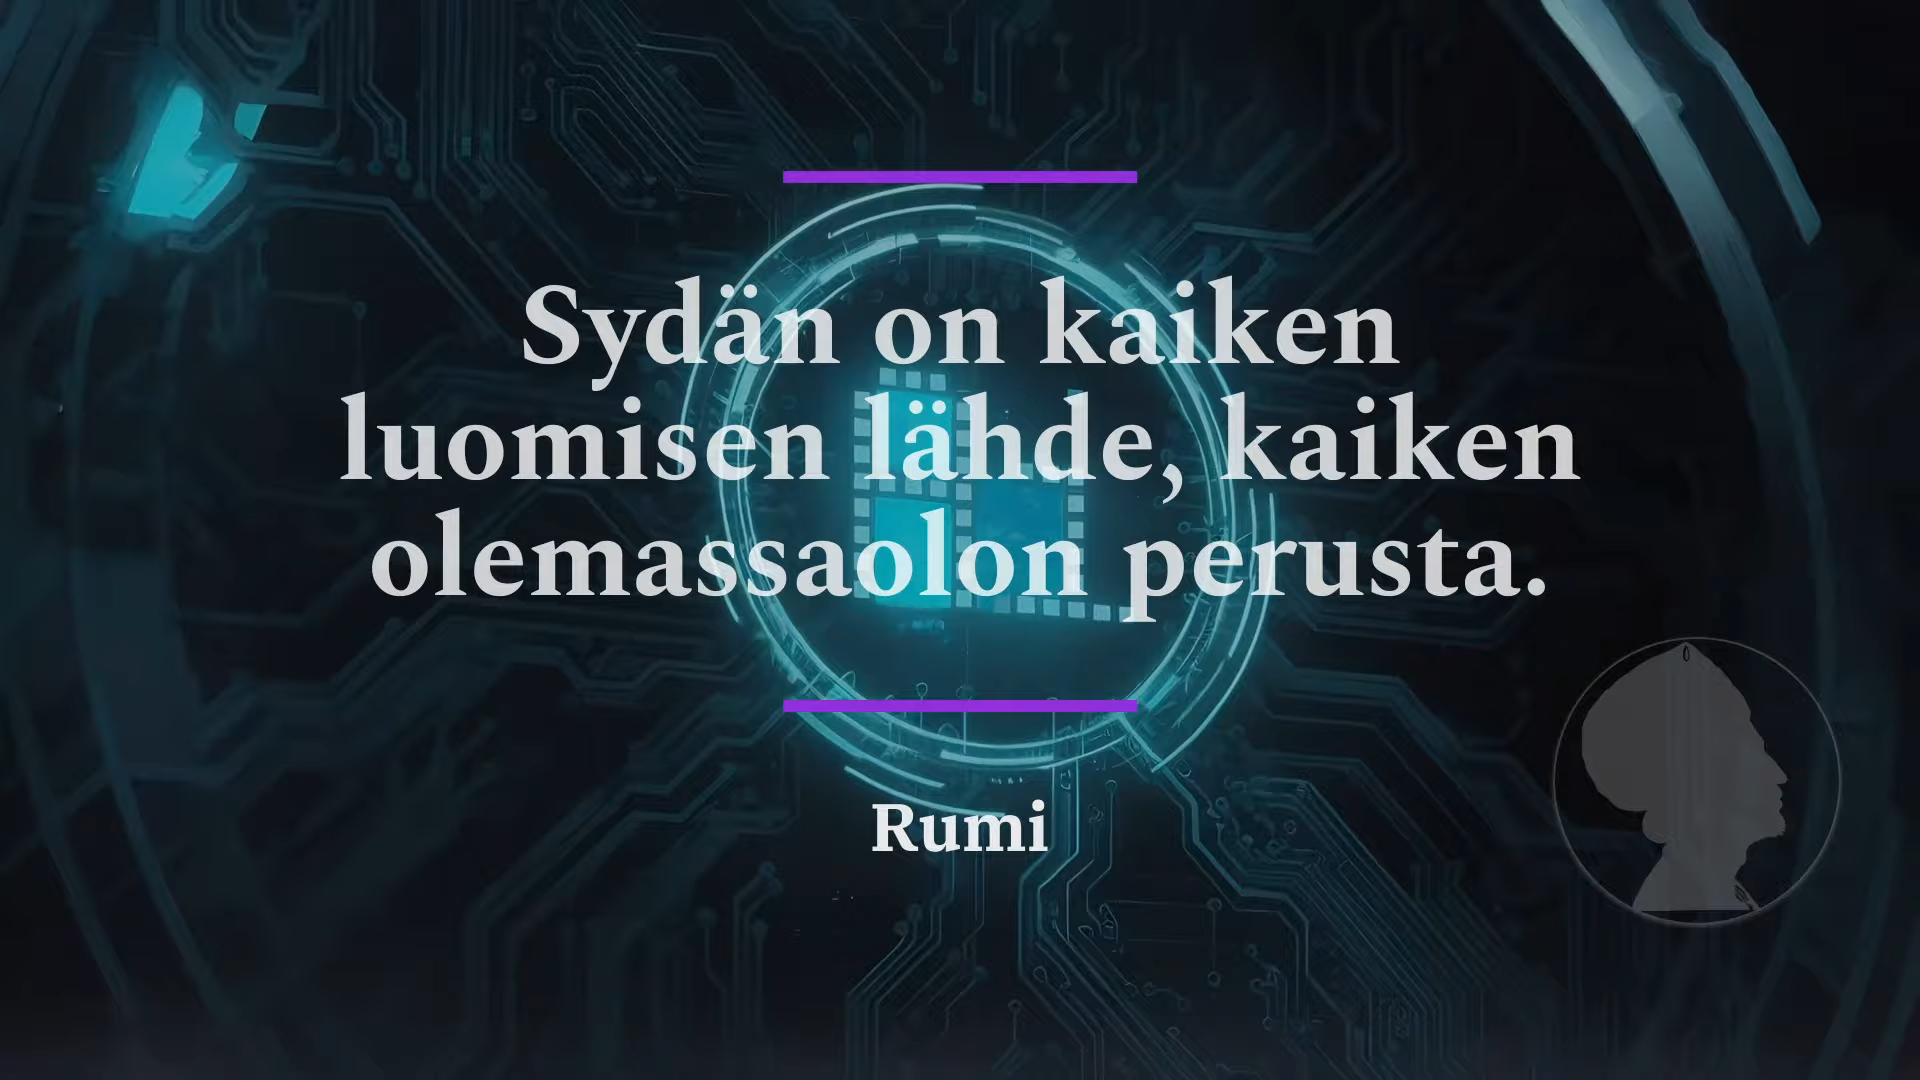 Sydän on kaiken
luomisen lähde, kaiken
olemassaolon perusta.
Rumi